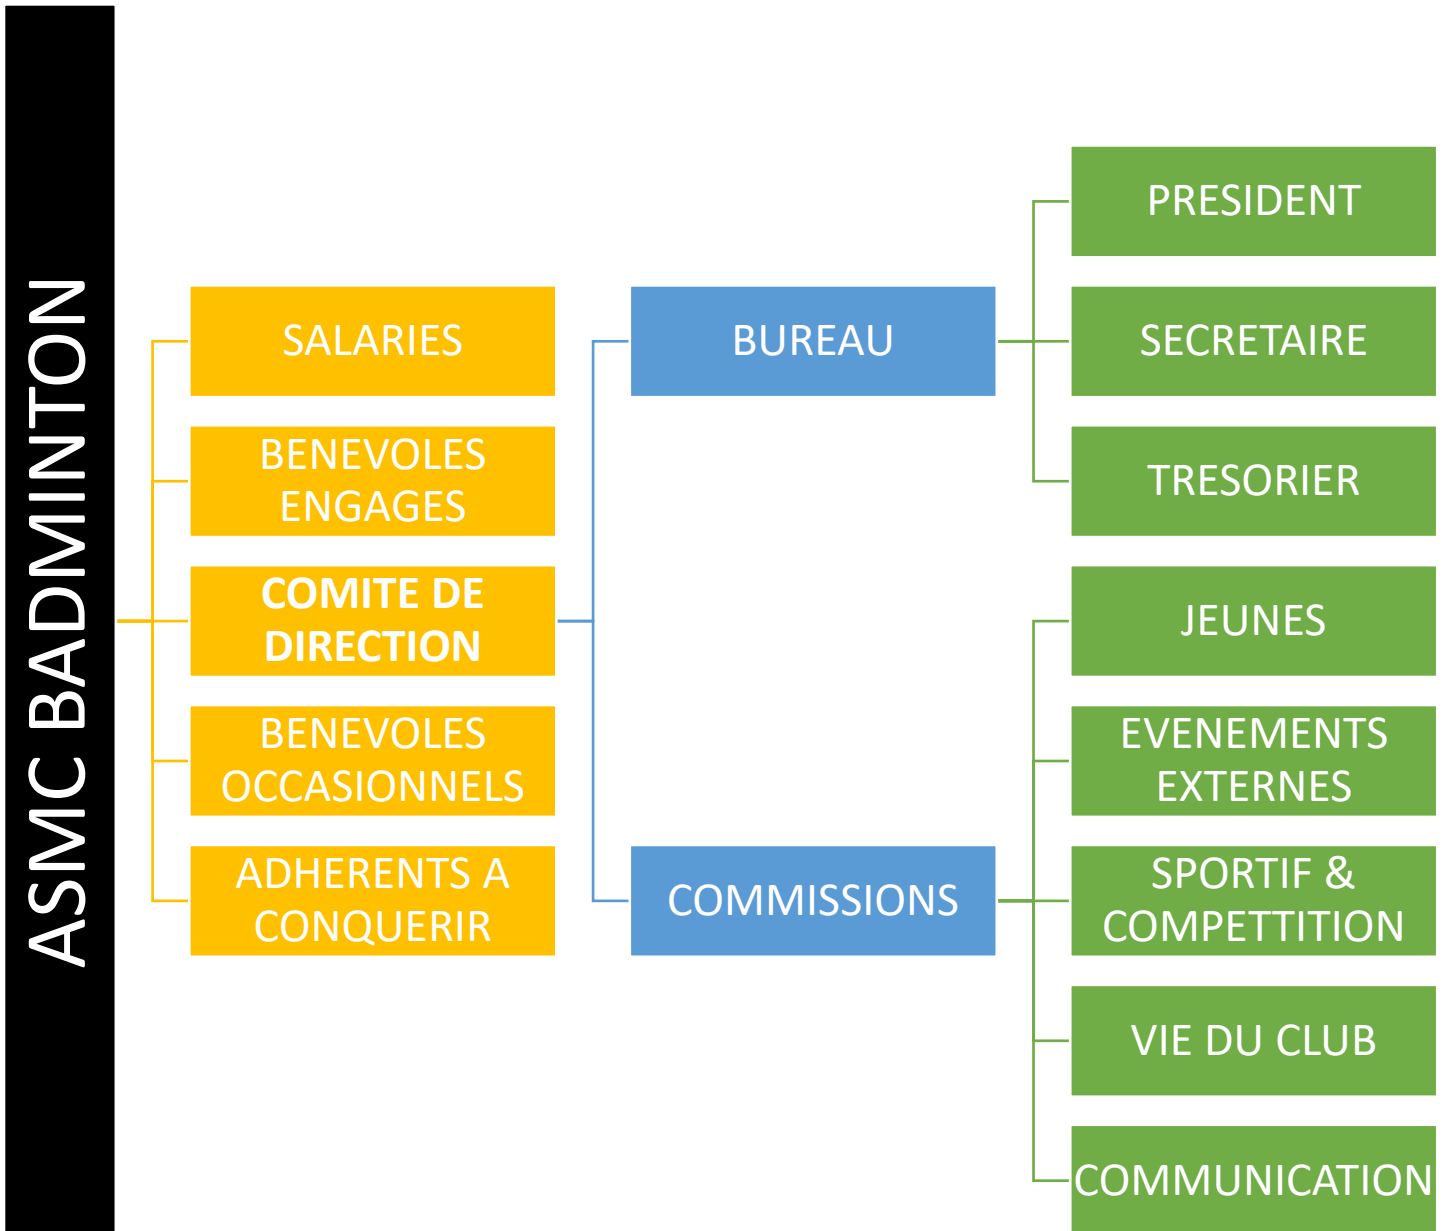 ASMC BADMINTON
SALARIES
BENEVOLES
ENGAGES
COMITE DE
DIRECTION
BENEVOLES
OCCASIONNELS
ADHERENTS A
CONQUERIR
BUREAU
COMMISSIONS
PRESIDENT
SECRETAIRE
TRESORIER
JEUNES
EVENEMENTS
EXTERNES
SPORTIF &
COMPETTITION
VIE DU CLUB
COMMUNICATION